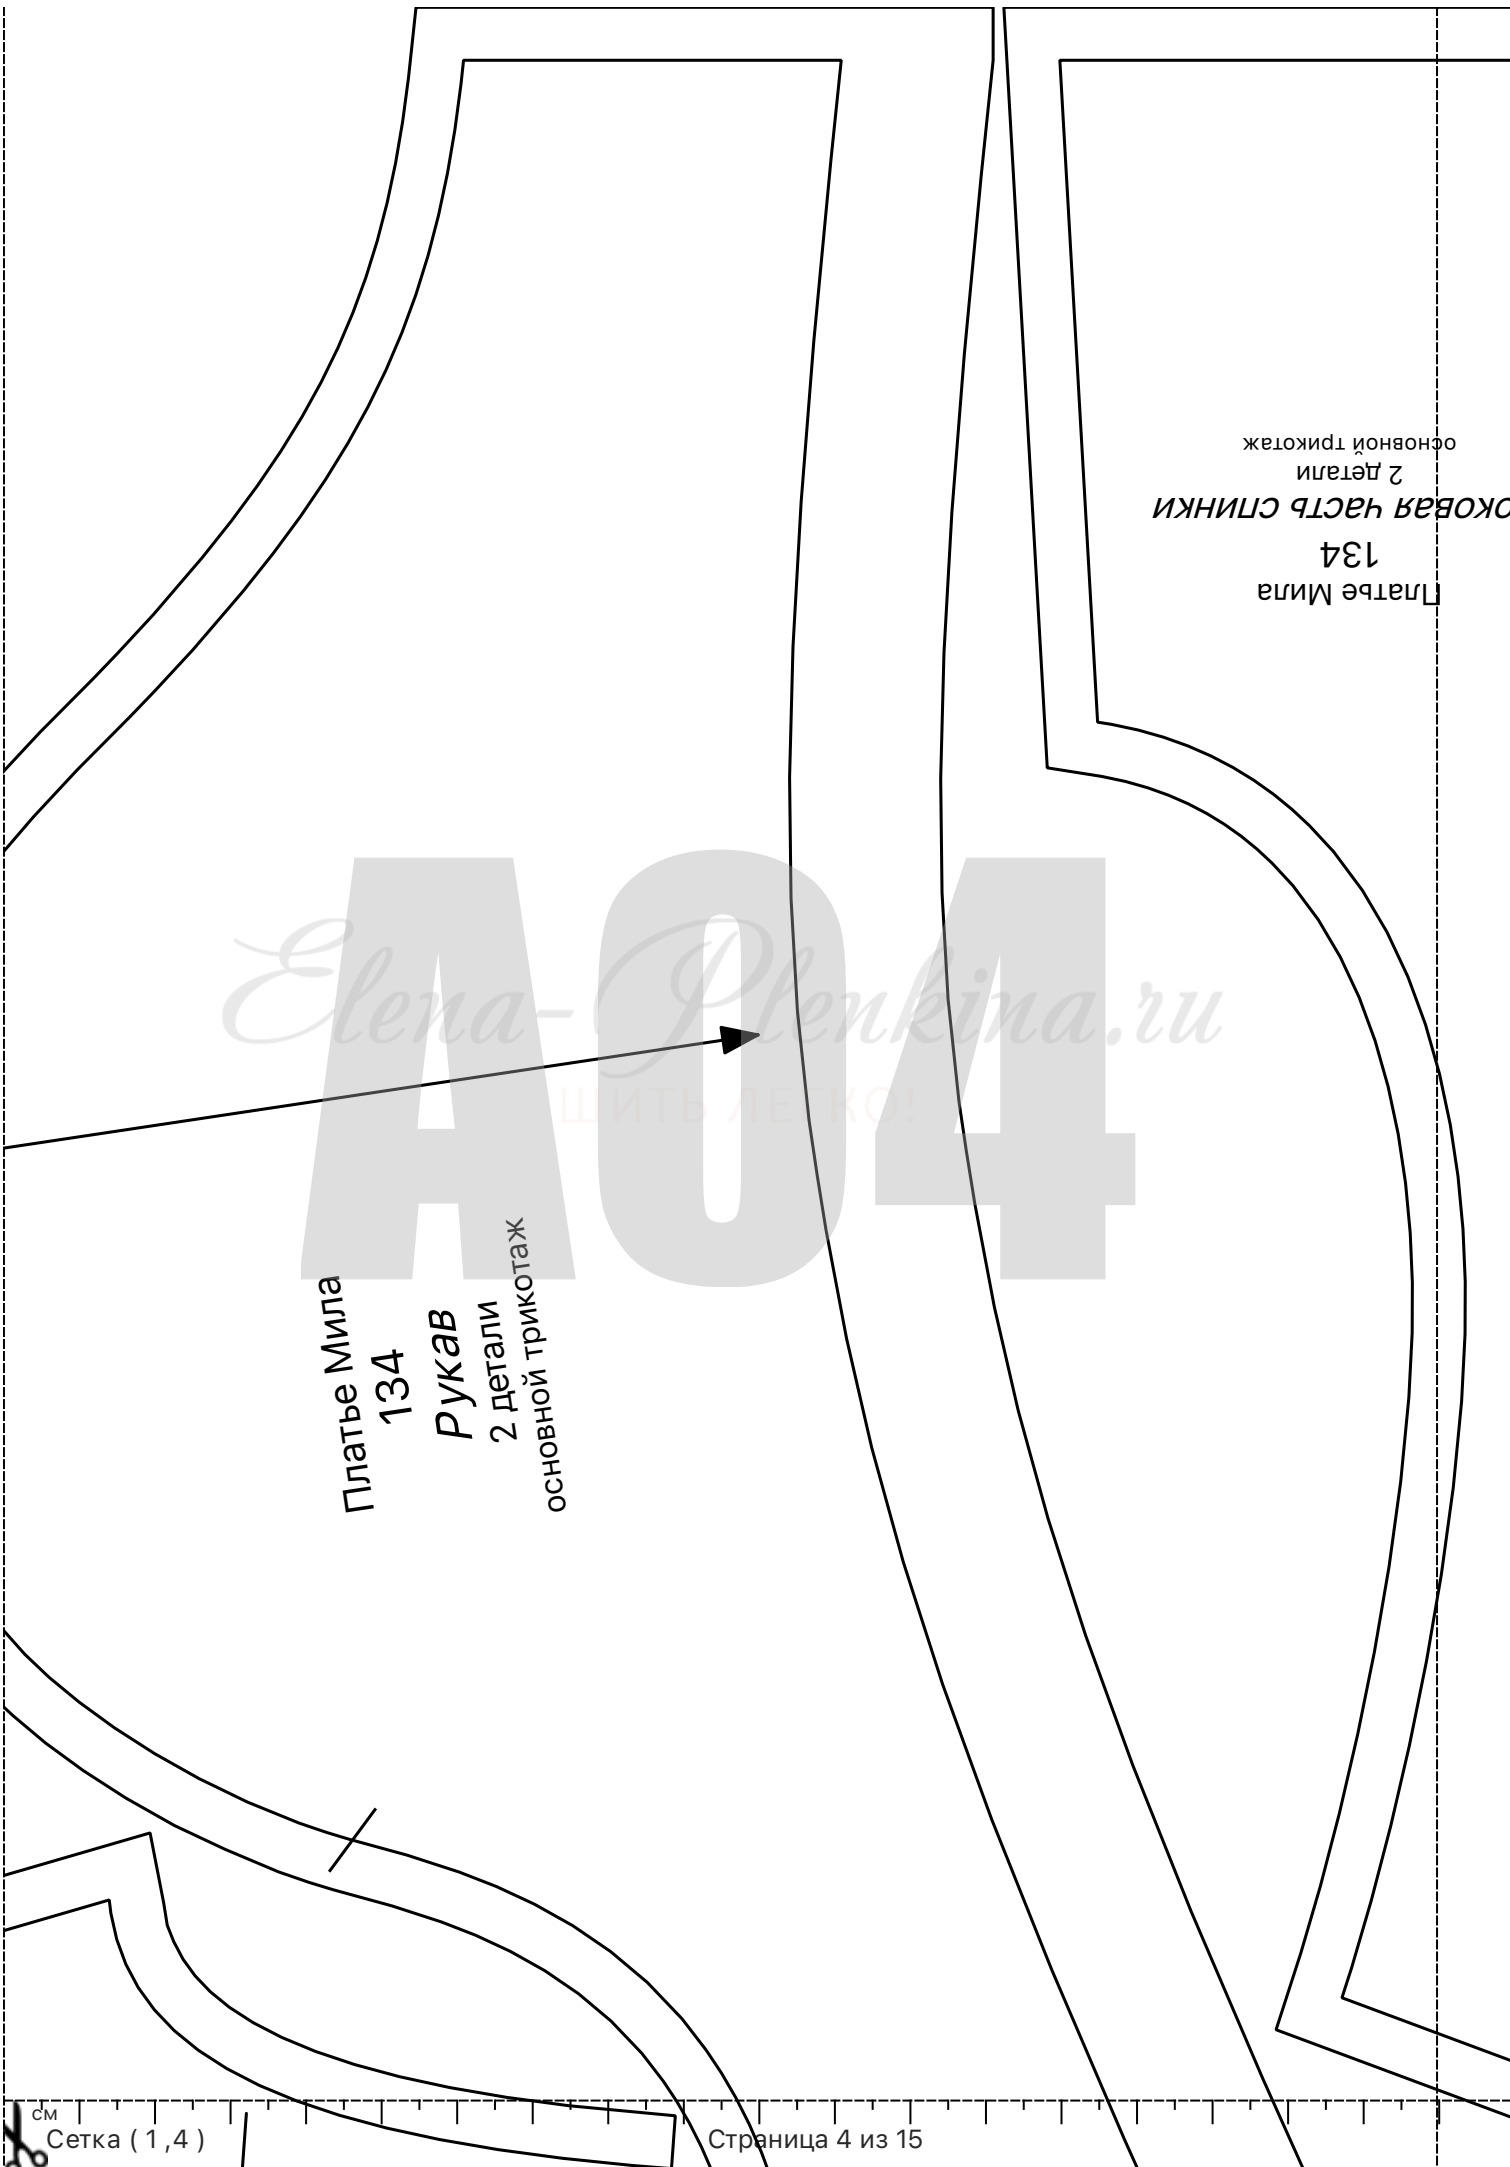 основной трикотаж
2 детали
оковая часть спинки
134
Платье Мила
A04
Elena-Plenkina.ru
ШИТЬ ЛЕГКО!
Платье Мила
134
Рукав
2 детали
основной трикотаж
см
Сетка ( 1 ,4 )
Страница 4 из 15